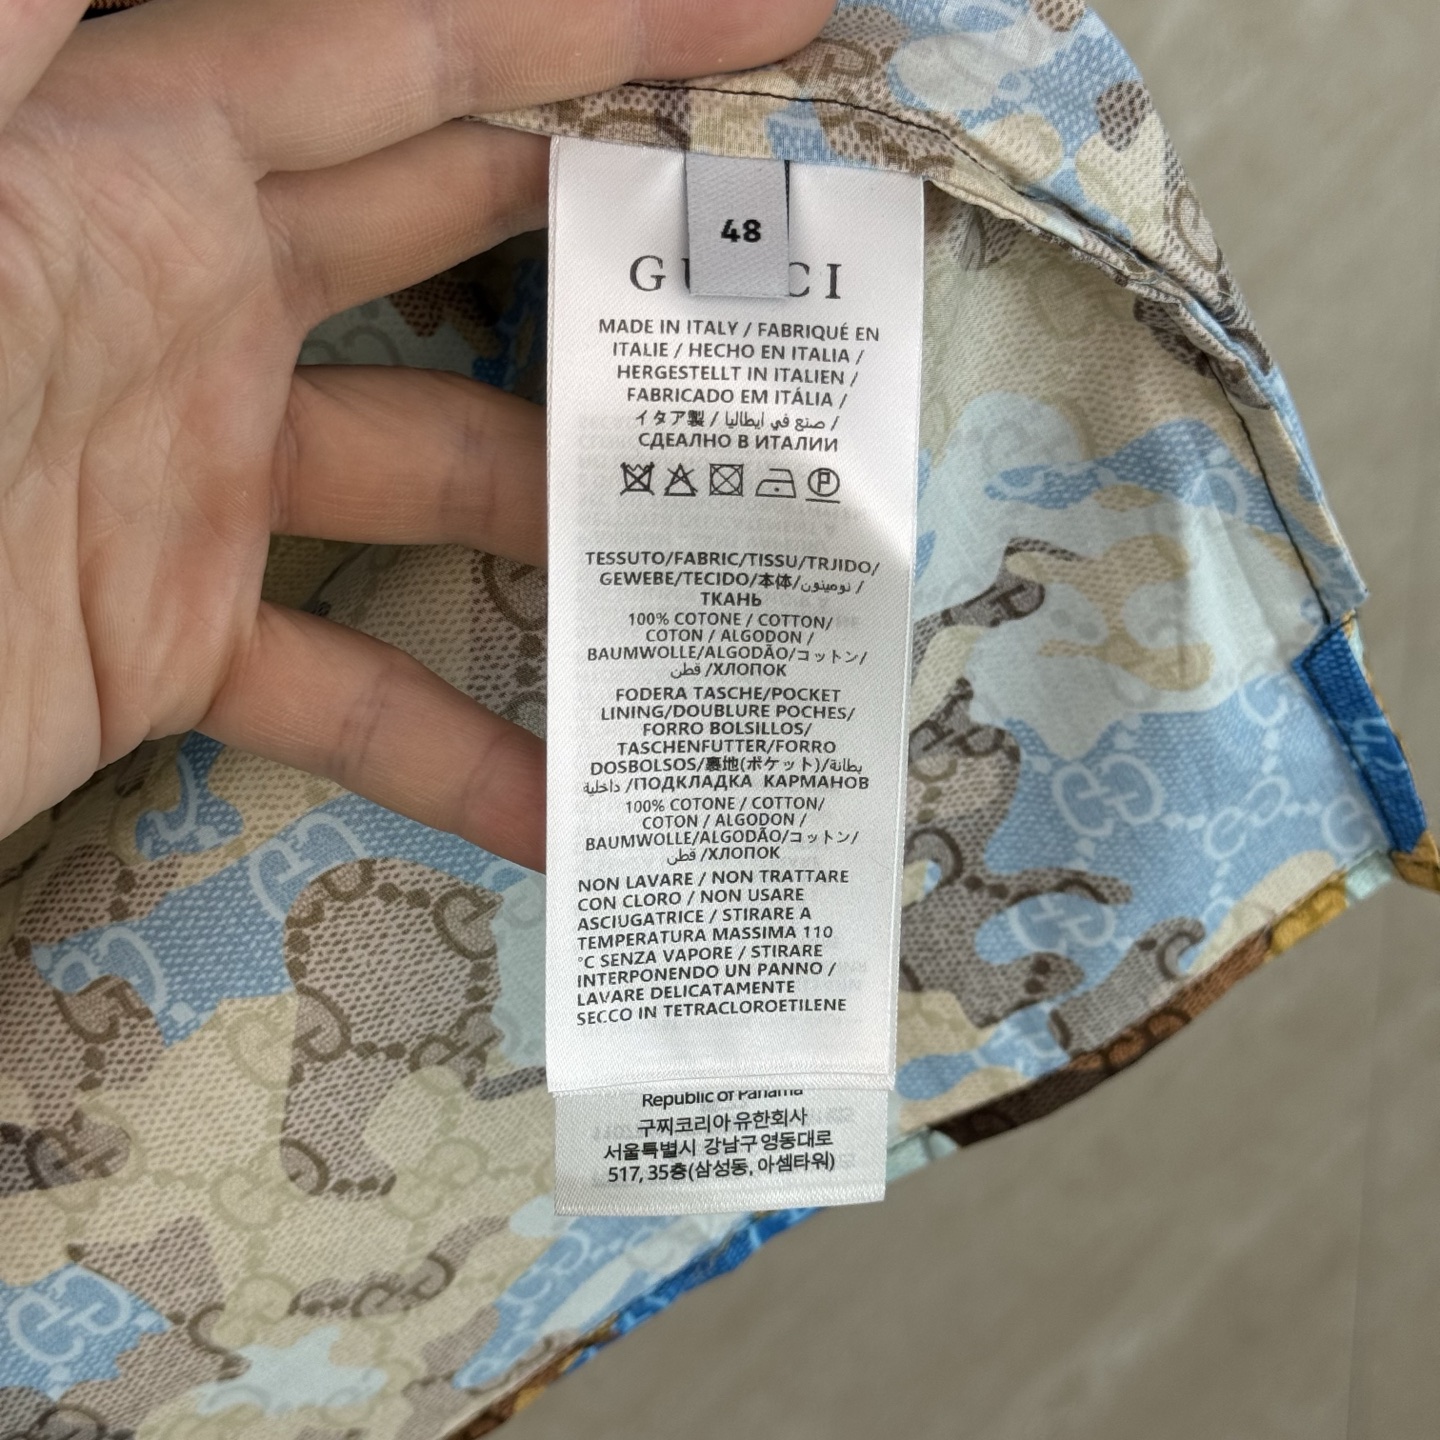 48
GUCCI
MADE IN ITALY / FABRIQUÉ EN
ITALIE / HECHO EN ITALIA /
HERGESTELLT IN ITALIEN /
FABRICADO EM ITÁLIA /
イタア製 / صنع في ايطاليا /
СДЕАЛНО В ИТАЛИИ
P
TESSUTO/FABRIC/TISSU/TRJIDO/
GEWEBE/TECIDO/本体/نوصينون /
ТКАНЬ
100% COTONE / COTTON/
COTON / ALGODON /
BAUMWOLLE/ALGODÃO/コットン/
قطن /ХЛОПОК
FODERA TASCHE/POCKET
LINING/DOUBLURE POCHES/
FORRO BOLSILLOS/
TASCHENFUTTER/FORRO
DOSBOLSOS/裏地(ポケット)/بطانة
داخلية /ПОДКЛАДКА КАРМАНОВ
100% COTONE / COTTON/
COTON / ALGODON /
BAUMWOLLE/ALGODÃO/コットン/
قطن /ХЛОПОК
NON LAVARE / NON TRATTARE
CON CLORO / NON USARE
ASCIUGATRICE / STIRARE A
TEMPERATURA MASSIMA 110
°C SENZA VAPORE / STIRARE
INTERPONENDO UN PANNO /
LAVARE DELICATAMENTE
SECCO IN TETRACLOROETILENE
Republic of Panama
구찌코리아 유한회사
서울특별시 강남구 영동대로
517, 35층(삼성동, 아셈타워)